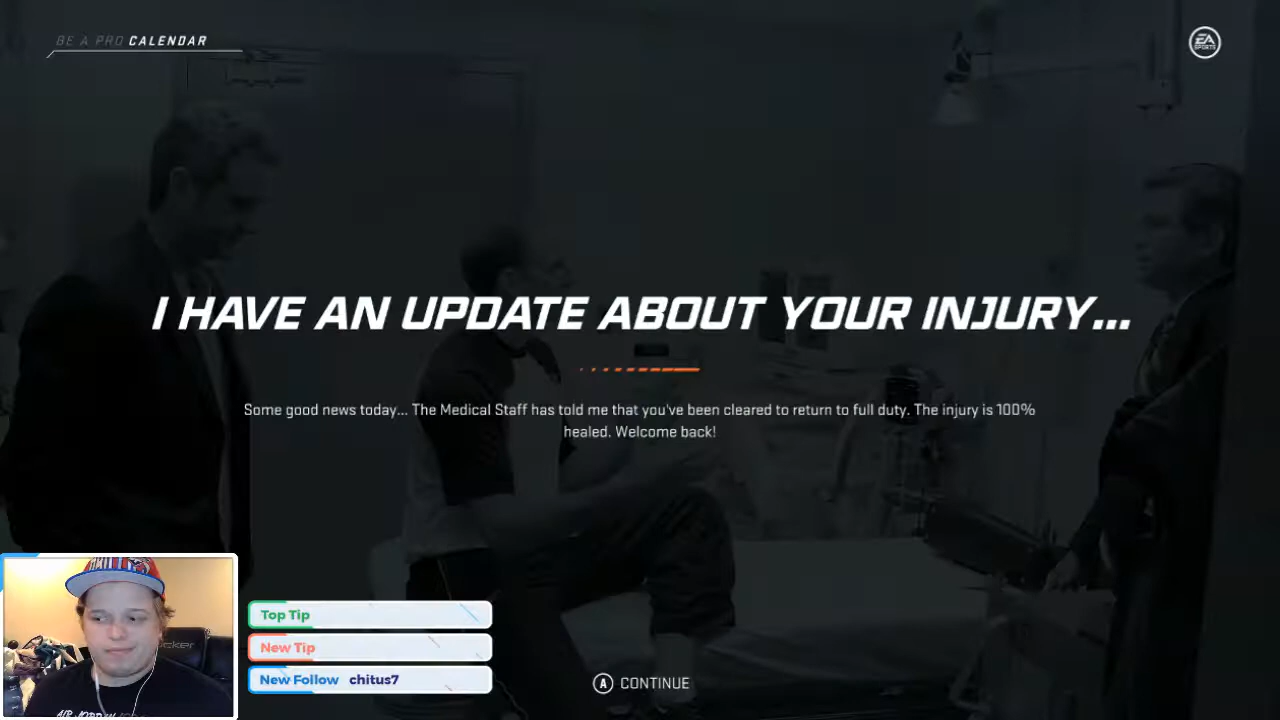 BE A PRO CALENDAR
EA
SPORTS
I HAVE AN UPDATE ABOUT YOUR INJURY...
Some good news today... The Medical Staff has told me that you've been cleared to return to full duty. The injury is 100%
healed. Welcome back!
Top Tip
New Tip
New Follow chitus7
A CONTINUE